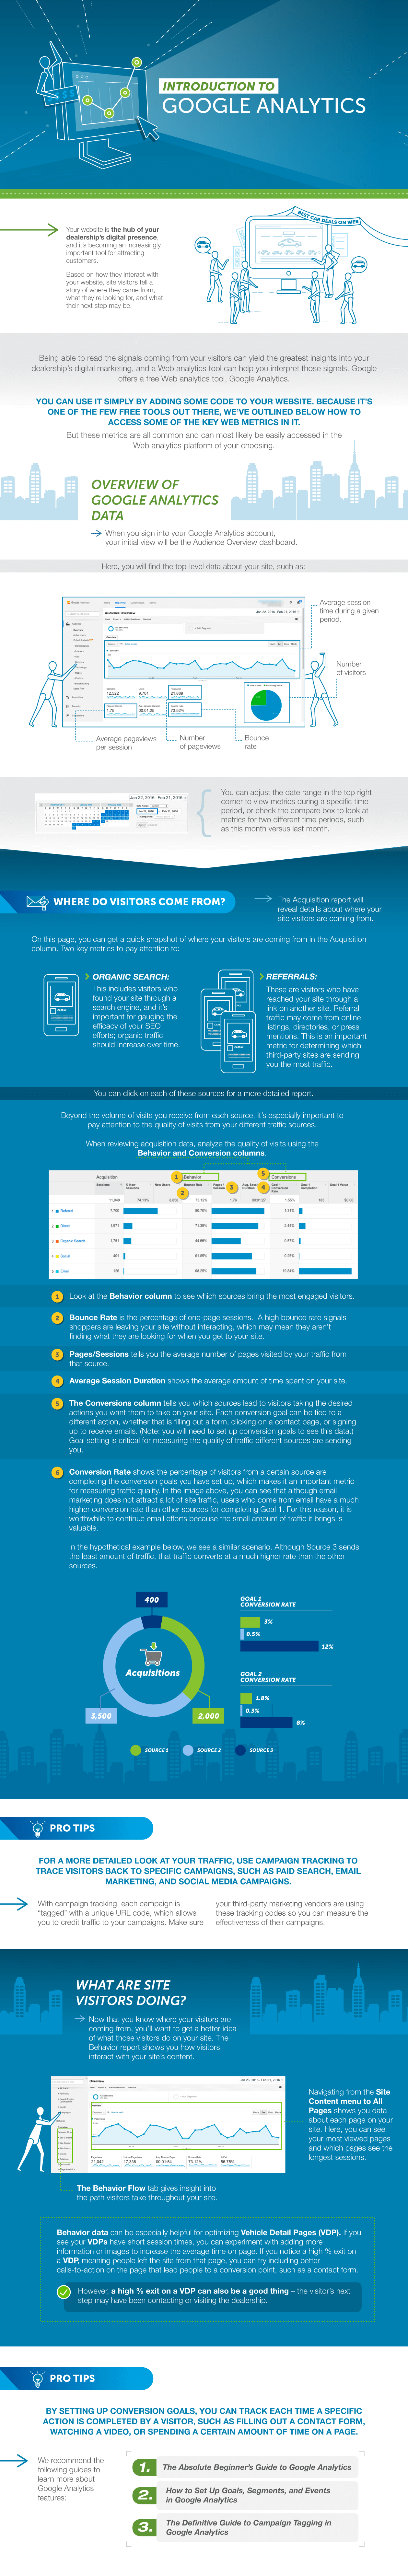 INTRODUCTION TO
GOOGLE ANALYTICS
Your website is the hub of your
dealership's digital presence,
and it's becoming an increasingly
important tool for attracting
customers.
Based on how they interact with
your website, site visitors tell a
story of where they came from,
what they're looking for, and what
their next step may be.
BEST CAR DEALS ON WEB
Being able to read the signals coming from your visitors can yield the greatest insights into your
dealership's digital marketing, and a Web analytics tool can help you interpret those signals. Google
offers a free Web analytics tool, Google Analytics.
YOU CAN USE IT SIMPLY BY ADDING SOME CODE TO YOUR WEBSITE. BECAUSE IT'S
ONE OF THE FEW FREE TOOLS OUT THERE, WE'VE OUTLINED BELOW HOW TO
ACCESS SOME OF THE KEY WEB METRICS IN IT.
But these metrics are all common and can most likely be easily accessed in the
Web analytics platform of your choosing.
OVERVIEW OF
GOOGLE ANALYTICS
DATA
When you sign into your Google Analytics account,
your initial view will be the Audience Overview dashboard.
Here, you will find the top-level data about your site, such as:
Average session
time during a given
period.
Number
of visitors
Audience Overview
Jan 22, 2016 - Feb 21, 2016
12,522
9,701
21,889
1.75
00:01:25
73.52%
Average pageviews
per session
Number
of pageviews
Bounce
rate
Jan 22, 2016 - Feb 21, 2016
You can adjust the date range in the top right
corner to view metrics during a specific time
period, or check the compare box to look at
metrics for two different time periods, such
as this month versus last month.
WHERE DO VISITORS COME FROM?
The Acquisition report will
reveal details about where your
site visitors are coming from.
On this page, you can get a quick snapshot of where your visitors are coming from in the Acquisition
column. Two key metrics to pay attention to:
ORGANIC SEARCH:
This includes visitors who
found your site through a
search engine, and it's
important for gauging the
efficacy of your SEO
efforts; organic traffic
should increase over time.
REFERRALS:
These are visitors who have
reached your site through a
link on another site. Referral
traffic may come from online
listings, directories, or press
mentions. This is an important
metric for determining which
third-party sites are sending
you the most traffic.
You can click on each of these sources for a more detailed report.
Beyond the volume of visits you receive from each source, it's especially important to
pay attention to the quality of visits from your different traffic sources.
When reviewing acquisition data, analyze the quality of visits using the
Behavior and Conversion columns.
Acquisition
1 Behavior
5 Conversions
2
3
4
1 Referral
2 Direct
3 Organic Search
4 Social
5 Email
1 Look at the Behavior column to see which sources bring the most engaged visitors.
2 Bounce Rate is the percentage of one-page sessions. A high bounce rate signals
shoppers are leaving your site without interacting, which may mean they aren't
finding what they are looking for when you get to your site.
3 Pages/Sessions tells you the average number of pages visited by your traffic from
that source.
4 Average Session Duration shows the average amount of time spent on your site.
5 The Conversions column tells you which sources lead to visitors taking the desired
actions you want them to take on your site. Each conversion goal can be tied to a
different action, whether that is filling out a form, clicking on a contact page, or signing
up to receive emails. (Note: you will need to set up conversion goals to see this data.)
Goal setting is critical for measuring the quality of traffic different sources are sending
you.
6 Conversion Rate shows the percentage of visitors from a certain source are
completing the conversion goals you have set up, which makes it an important metric
for measuring traffic quality. In the image above, you can see that although email
marketing does not attract a lot of site traffic, users who come from email have a much
higher conversion rate than other sources for completing Goal 1. For this reason, it is
worthwhile to continue email efforts because the small amount of traffic it brings is
valuable.
In the hypothetical example below, we see a similar scenario. Although Source 3 sends
the least amount of traffic, that traffic converts at a much higher rate than the other
sources.
400
Acquisitions
3,500
2,000
GOAL 1
CONVERSION RATE
3%
0.5%
12%
GOAL 2
CONVERSION RATE
1.8%
0.3%
8%
SOURCE 1
SOURCE 2
SOURCE 3
PRO TIPS
FOR A MORE DETAILED LOOK AT YOUR TRAFFIC, USE CAMPAIGN TRACKING TO
TRACE VISITORS BACK TO SPECIFIC CAMPAIGNS, SUCH AS PAID SEARCH, EMAIL
MARKETING, AND SOCIAL MEDIA CAMPAIGNS.
With campaign tracking, each campaign is
"tagged" with a unique URL code, which allows
you to credit traffic to your campaigns. Make sure
your third-party marketing vendors are using
these tracking codes so you can measure the
effectiveness of their campaigns.
WHAT ARE SITE
VISITORS DOING?
Now that you know where your visitors are
coming from, you'll want to get a better idea
of what those visitors do on your site. The
Behavior report shows you how visitors
interact with your site's content.
Overview
21,042
17,338
00:01:54
73.12%
56.75%
Navigating from the Site
Content menu to All
Pages shows you data
about each page on your
site. Here, you can see
your most viewed pages
and which pages see the
longest sessions.
The Behavior Flow tab gives insight into
the path visitors take throughout your site.
Behavior data can be especially helpful for optimizing Vehicle Detail Pages (VDP). If you
see your VDPs have short session times, you can experiment with adding more
information or images to increase the average time on page. If you notice a high % exit on
a VDP, meaning people left the site from that page, you can try including better
calls-to-action on the page that lead people to a conversion point, such as a contact form.
However, a high % exit on a VDP can also be a good thing – the visitor's next
step may have been contacting or visiting the dealership.
PRO TIPS
BY SETTING UP CONVERSION GOALS, YOU CAN TRACK EACH TIME A SPECIFIC
ACTION IS COMPLETED BY A VISITOR, SUCH AS FILLING OUT A CONTACT FORM,
WATCHING A VIDEO, OR SPENDING A CERTAIN AMOUNT OF TIME ON A PAGE.
We recommend the
following guides to
learn more about
Google Analytics'
features:
1. The Absolute Beginner's Guide to Google Analytics
2. How to Set Up Goals, Segments, and Events
in Google Analytics
3. The Definitive Guide to Campaign Tagging in
Google Analytics